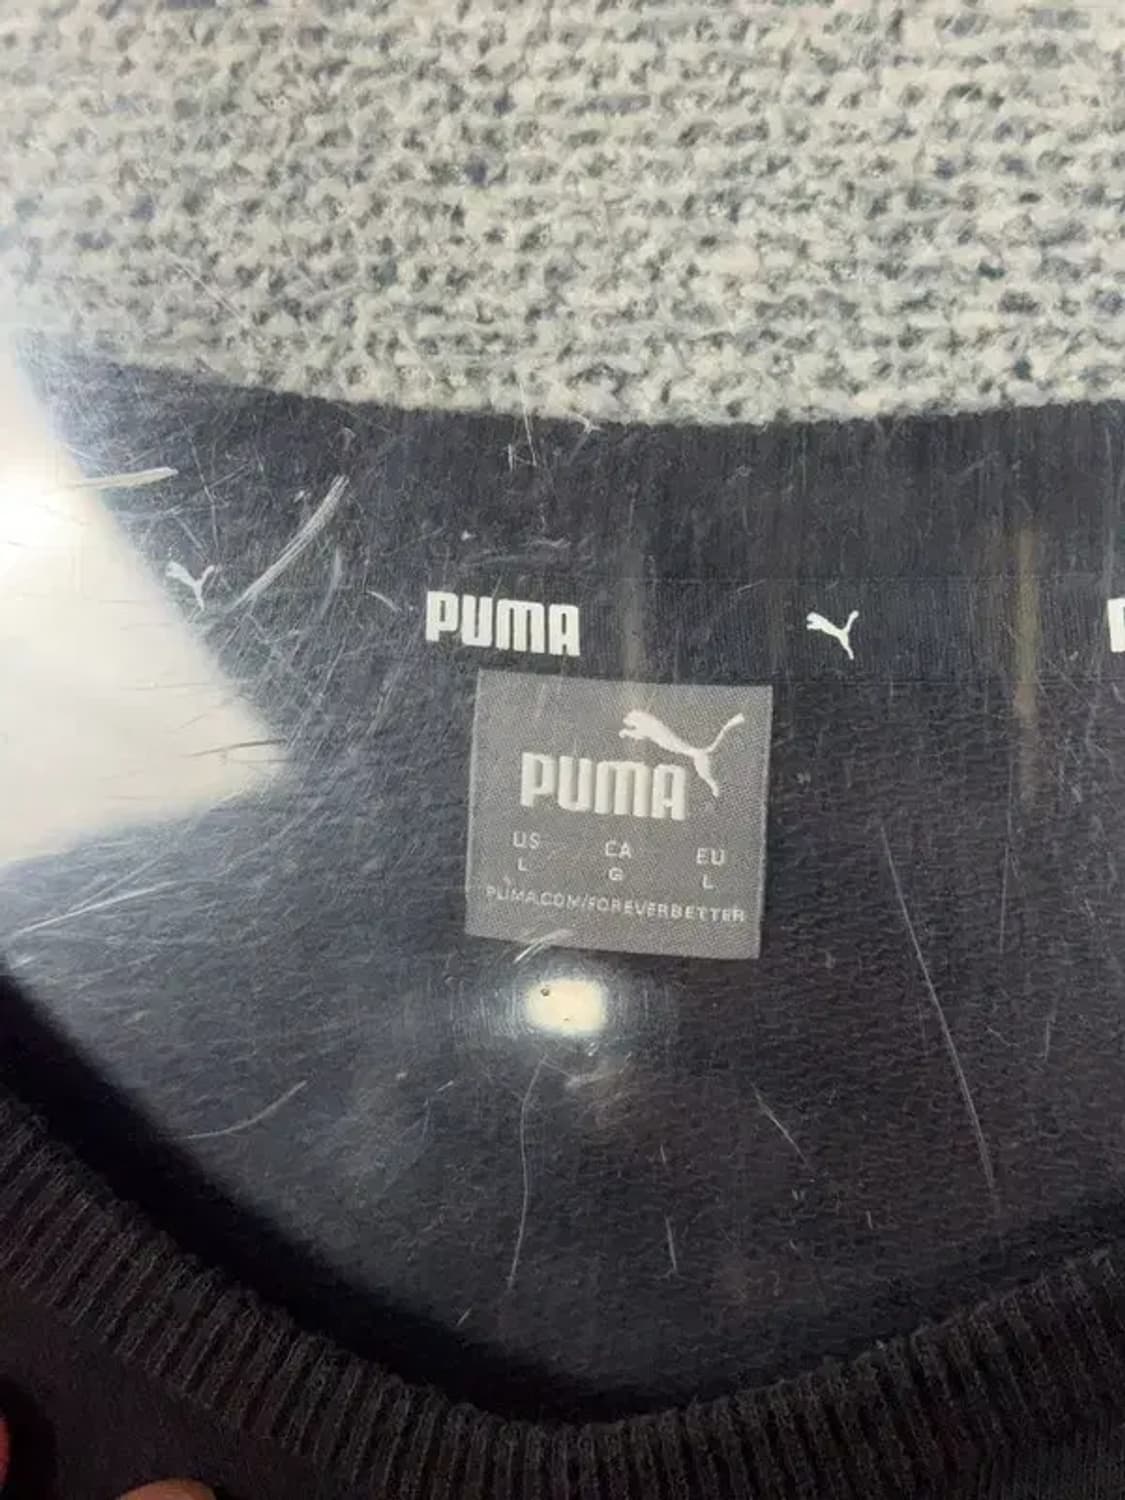 PUMA
PUMA
US CA EU
L G L
PUMA.COM/FOREVERBETTER